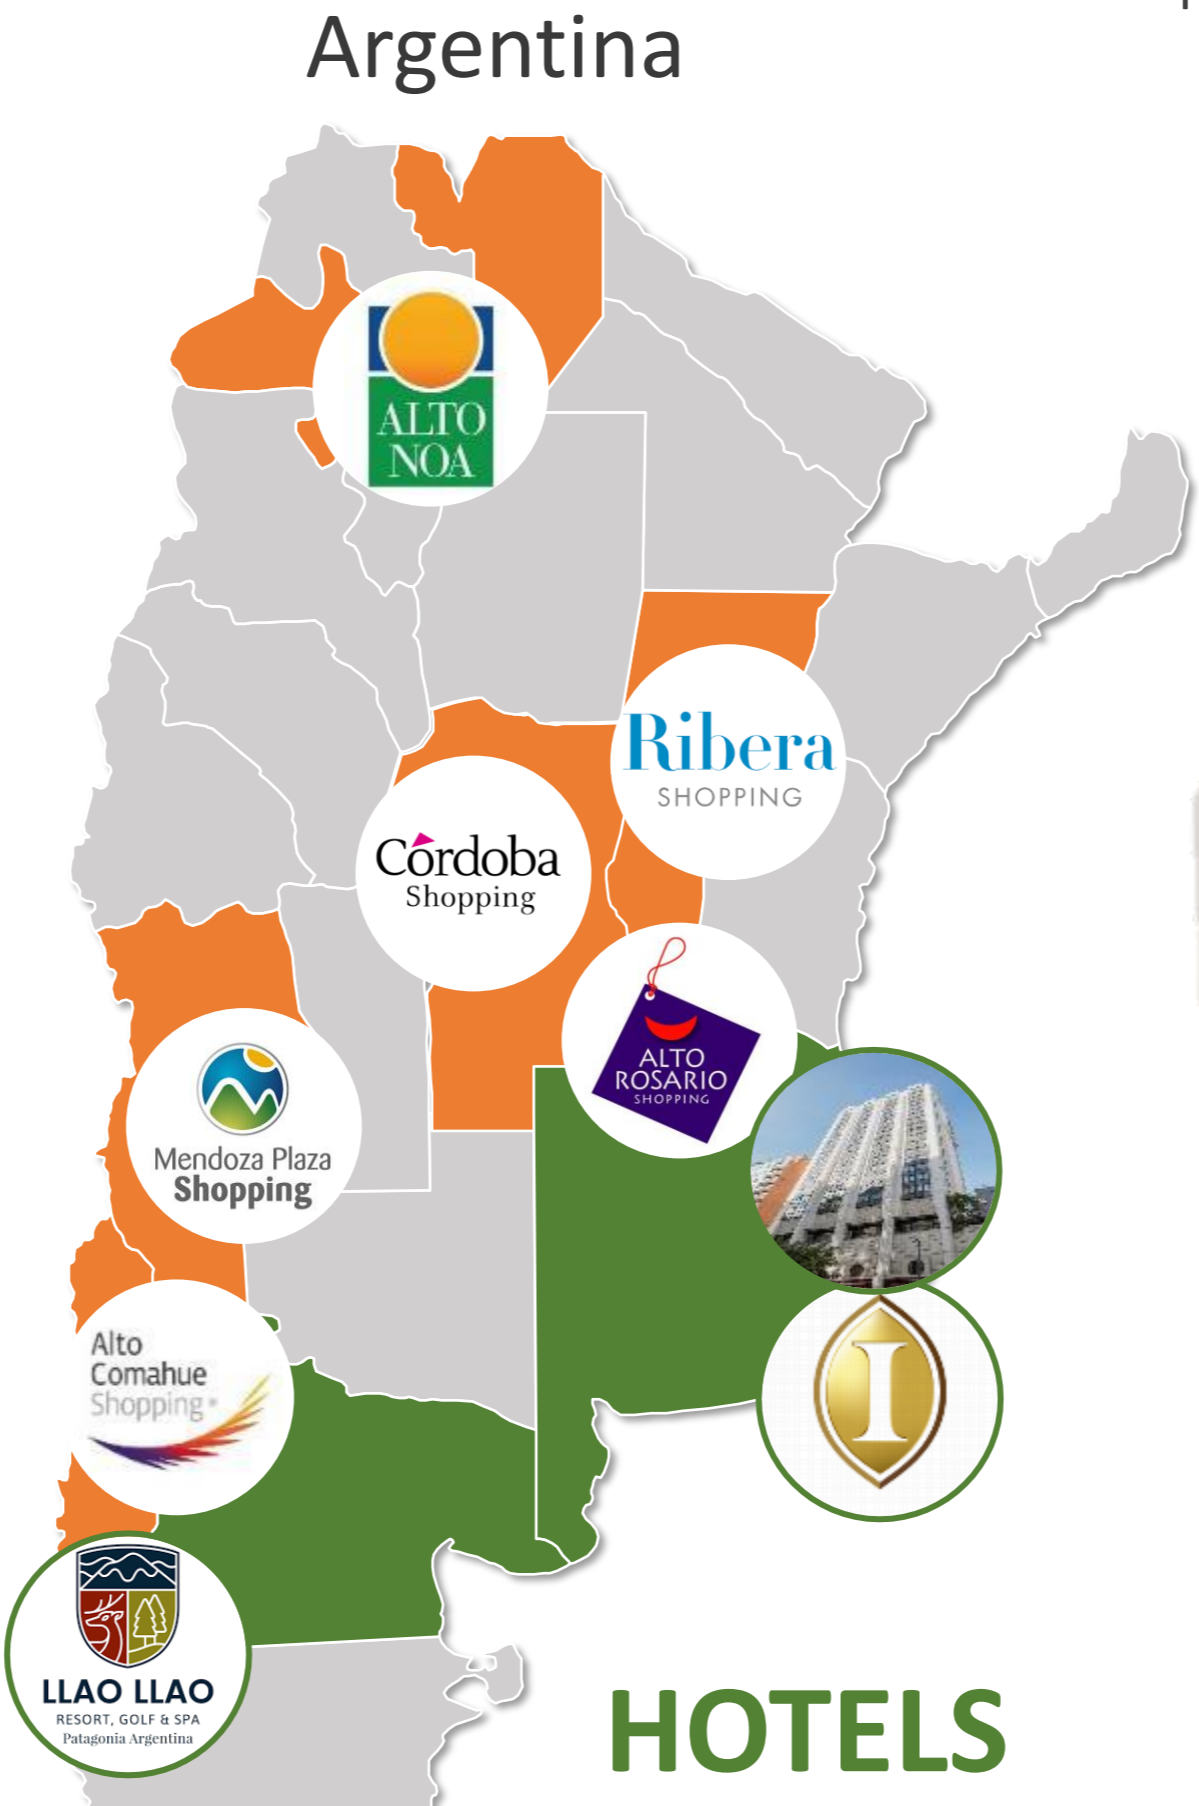 Argentina
ALTO
NOA
Ribera
SHOPPING
Córdoba
Shopping
ALTO
ROSARIO
SHOPPING
Mendoza Plaza
Shopping
Alto
Comahue
Shopping
I
LLAO LLAO
RESORT, GOLF & SPA
Patagonia Argentina
HOTELS